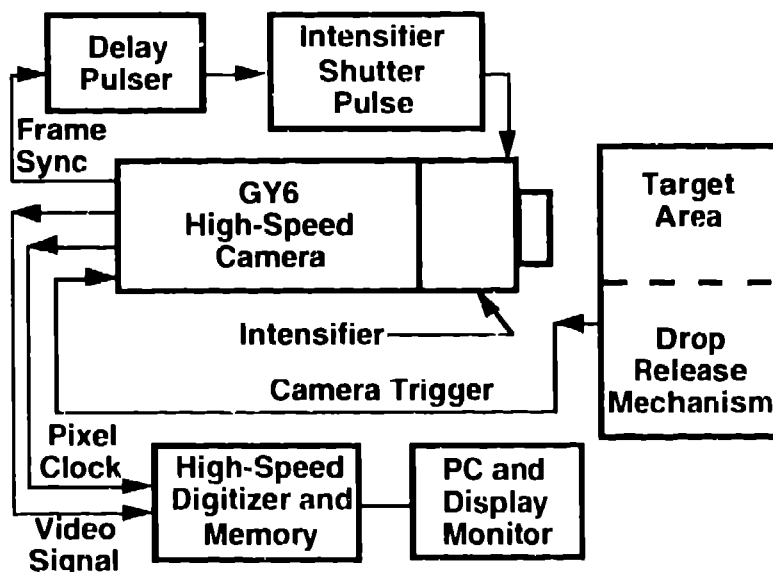 Delay
Pulser
Intensifier
Shutter
Pulse
Frame
Sync
GY6
High-Speed
Camera
Target
Area
Intensifier
Drop
Release
Mechanism
Camera Trigger
Pixel
Clock
High-Speed
Digitizer and
Memory
PC and
Display
Monitor
Video
Signal